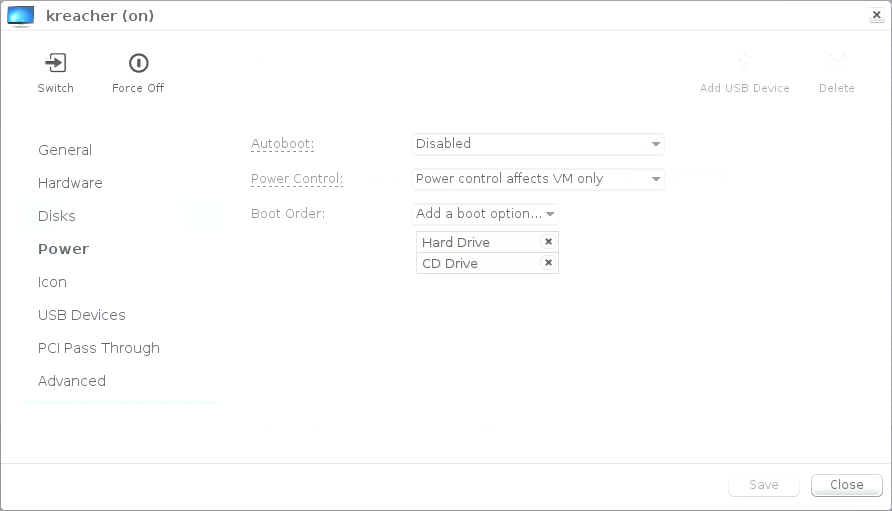 kreacher (on)
Switch
Force Off
Add USB Device
Delete
General
Hardware
Disks
Power
Icon
USB Devices
PCI Pass Through
Advanced
Autoboot: Disabled
Power Control: Power control affects VM only
Boot Order: Add a boot option...
Hard Drive
CD Drive
Save
Close